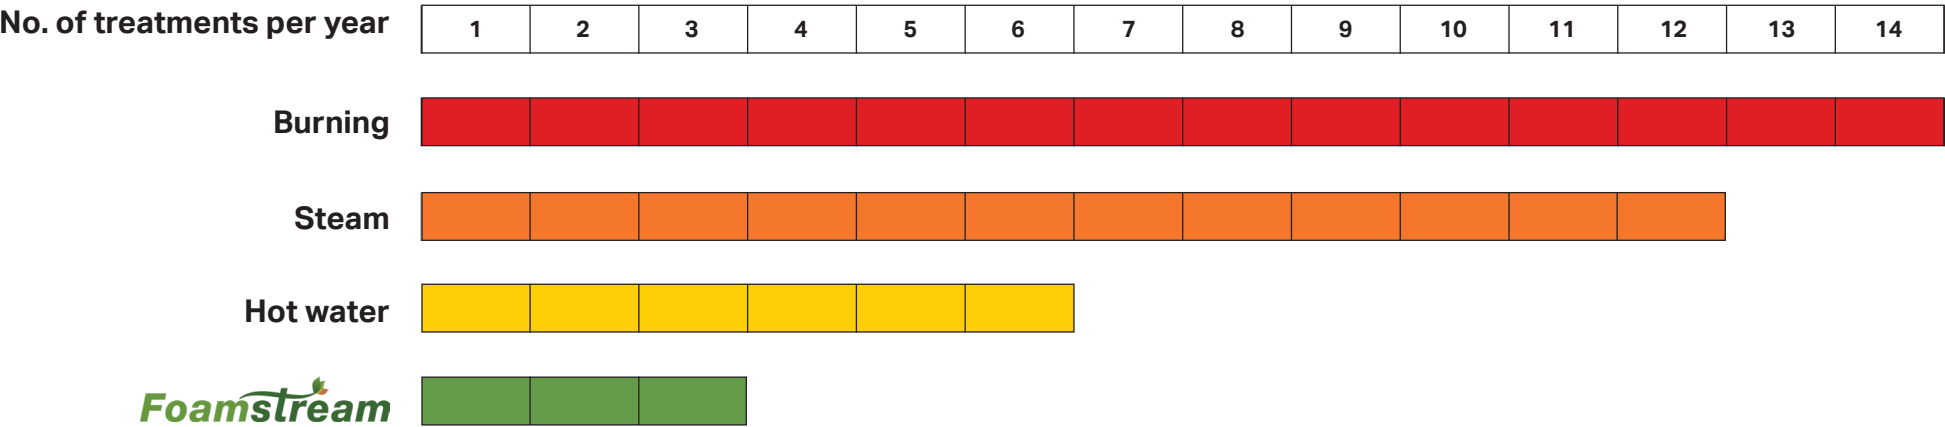 No. of treatments per year 1 2 3 4 5 6 7 8 9 10 11 12 13 14
Burning
Steam
Hot water
Foamstream